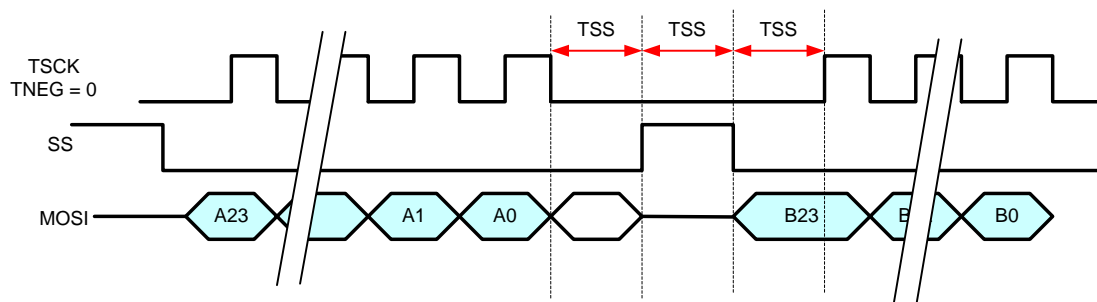 TSS TSS TSS
TSCK
TNEG = 0
SS
MOSI A23 A1 A0 B23 B0